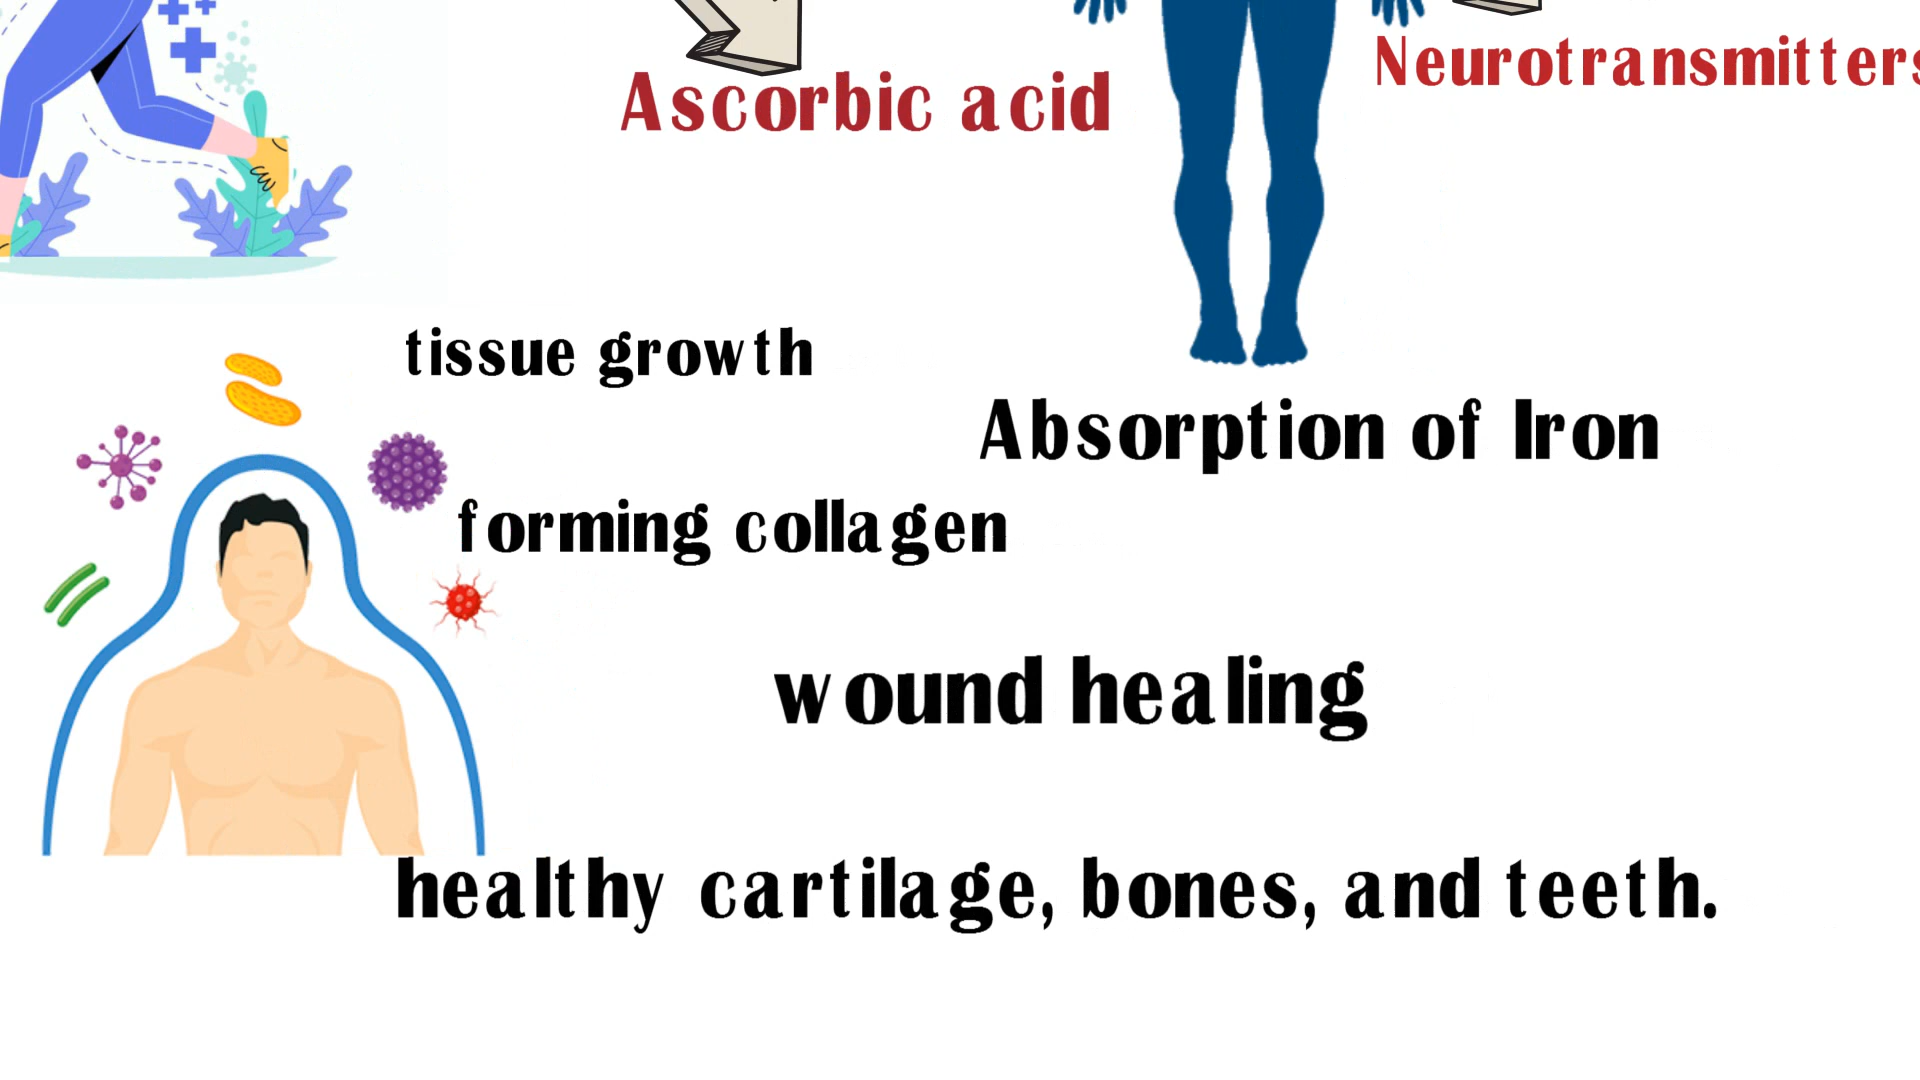 Neurotransmitters
Ascorbic acid
tissue growth
Absorption of Iron
forming collagen
wound healing
healthy cartilage, bones, and teeth.